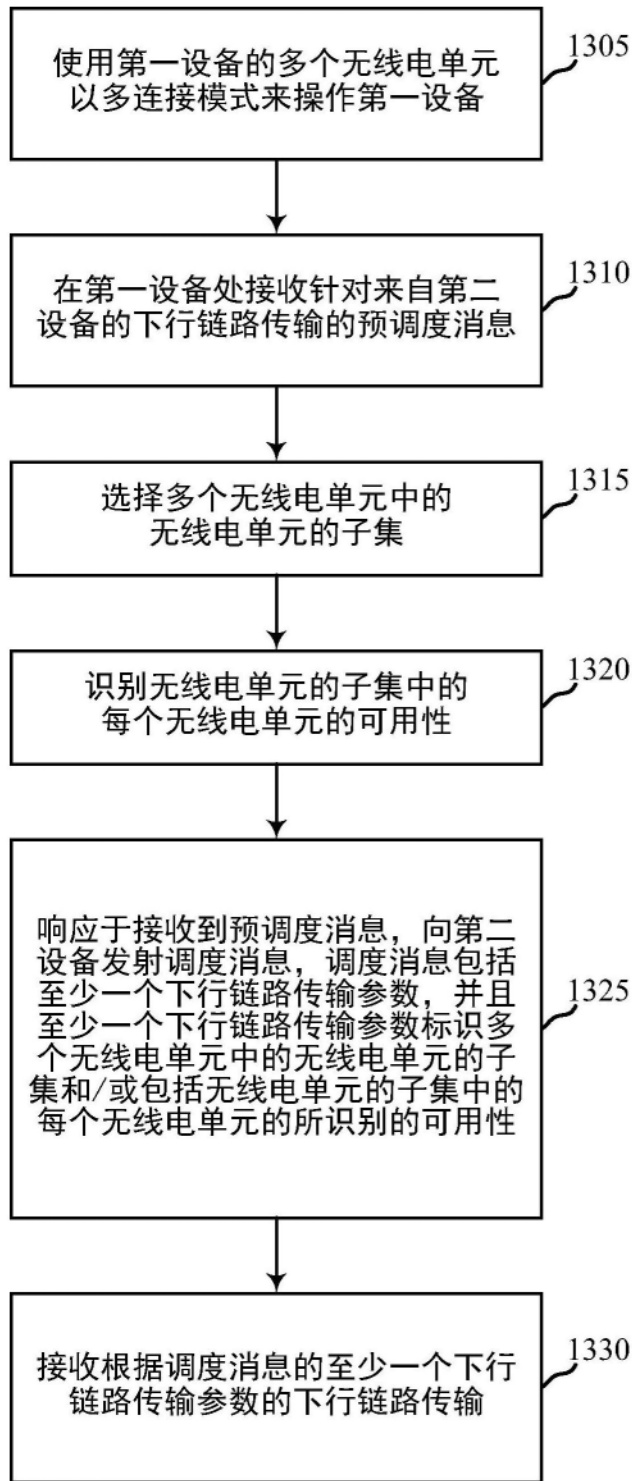 使用第一设备的多个无线电单元
以多连接模式来操作第一设备
1305
在第一设备处接收针对来自第二
设备的下行链路传输的预调度消息
1310
选择多个无线电单元中的
无线电单元的子集
1315
识别无线电单元的子集中的
每个无线电单元的可用性
1320
响应于接收到预调度消息，向第二
设备发射调度消息，调度消息包括
至少一个下行链路传输参数，并且
至少一个下行链路传输参数标识多
个无线电单元中的无线电单元的子
集和/或包括无线电单元的子集中的
每个无线电单元的所识别的可用性
1325
接收根据调度消息的至少一个下行
链路传输参数的下行链路传输
1330